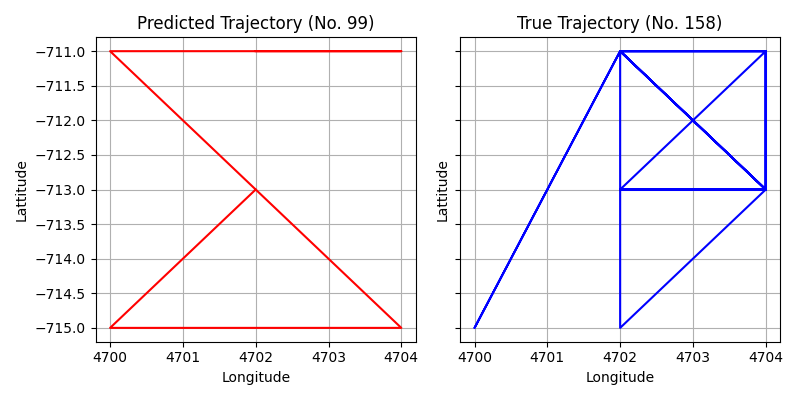 Predicted Trajectory (No. 99)
True Trajectory (No. 158)
−711.0
−711.5
−712.0
−712.5
−713.0
−713.5
−714.0
−714.5
−715.0
Lattitude
Lattitude
4700 4701 4702 4703 4704
4700 4701 4702 4703 4704
Longitude
Longitude